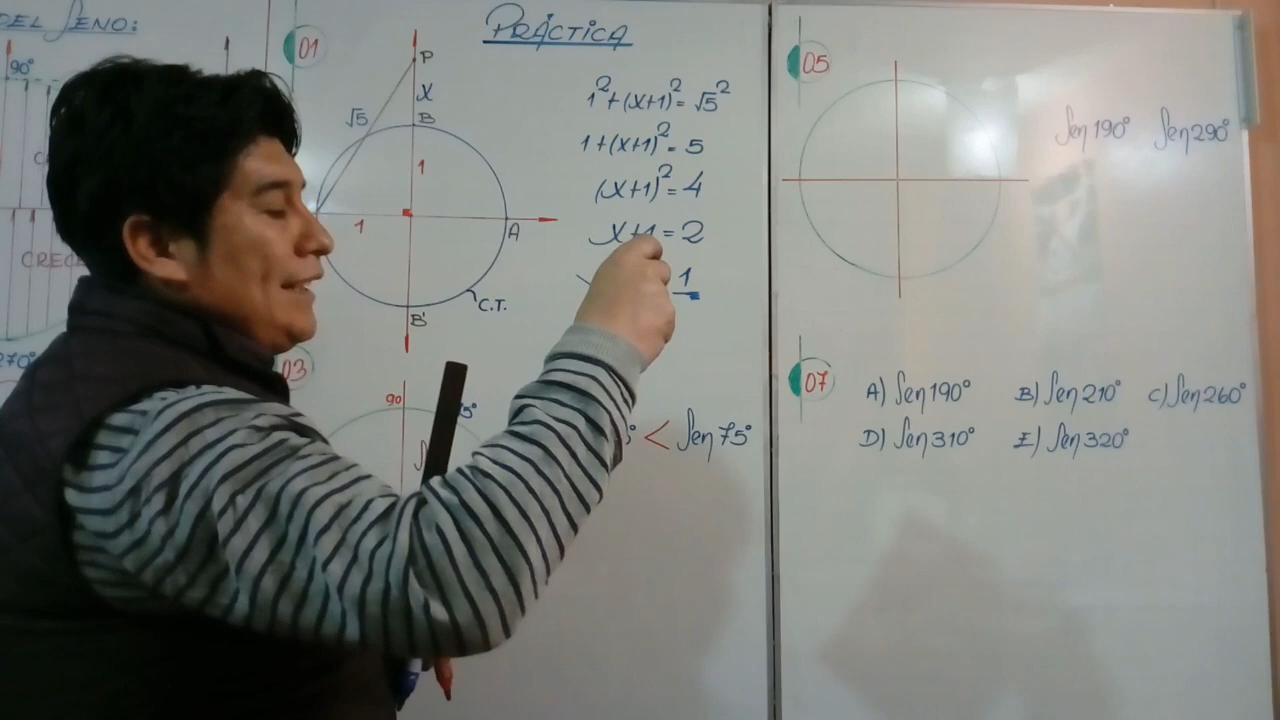 DEL SENO:
90°
CRECE
270°
PRÁCTICA
01
P
X
√5
B
1
1
A
B'
C.T.
1² + (x+1)² = √5²
1 + (x+1)² = 5
(x+1)² = 4
x+1 = 2
1
03
90
< Sen 75°
05
Sen 190° Sen 290°
07
A) Sen 190° B) Sen 210° C) Sen 260°
D) Sen 310° E) Sen 320°